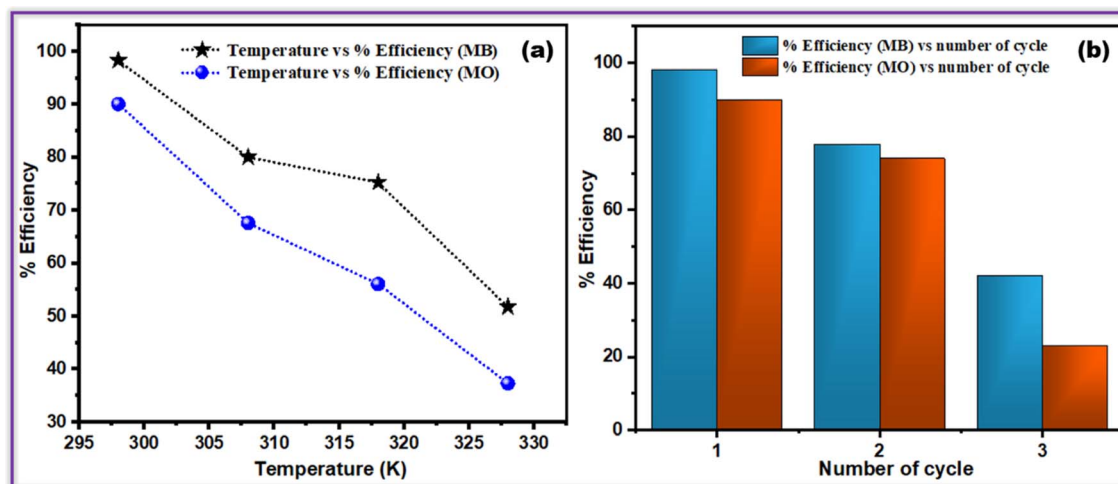 (a)
Temperature vs % Efficiency (MB)
Temperature vs % Efficiency (MO)
% Efficiency
100
90
80
70
60
50
40
30
295 300 305 310 315 320 325 330
Temperature (K)
(b)
% Efficiency (MB) vs number of cycle
% Efficiency (MO) vs number of cycle
% Efficiency
100
80
60
40
20
0
1 2 3
Number of cycle